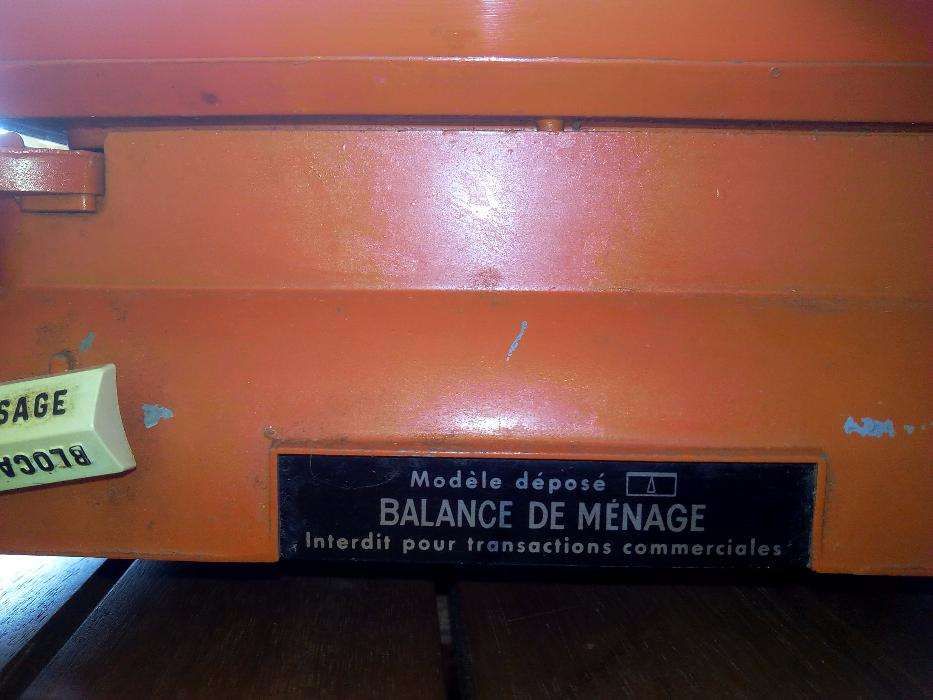 SAGE
BLOCA
Modèle déposé
BALANCE DE MÉNAGE
Interdit pour transactions commerciales